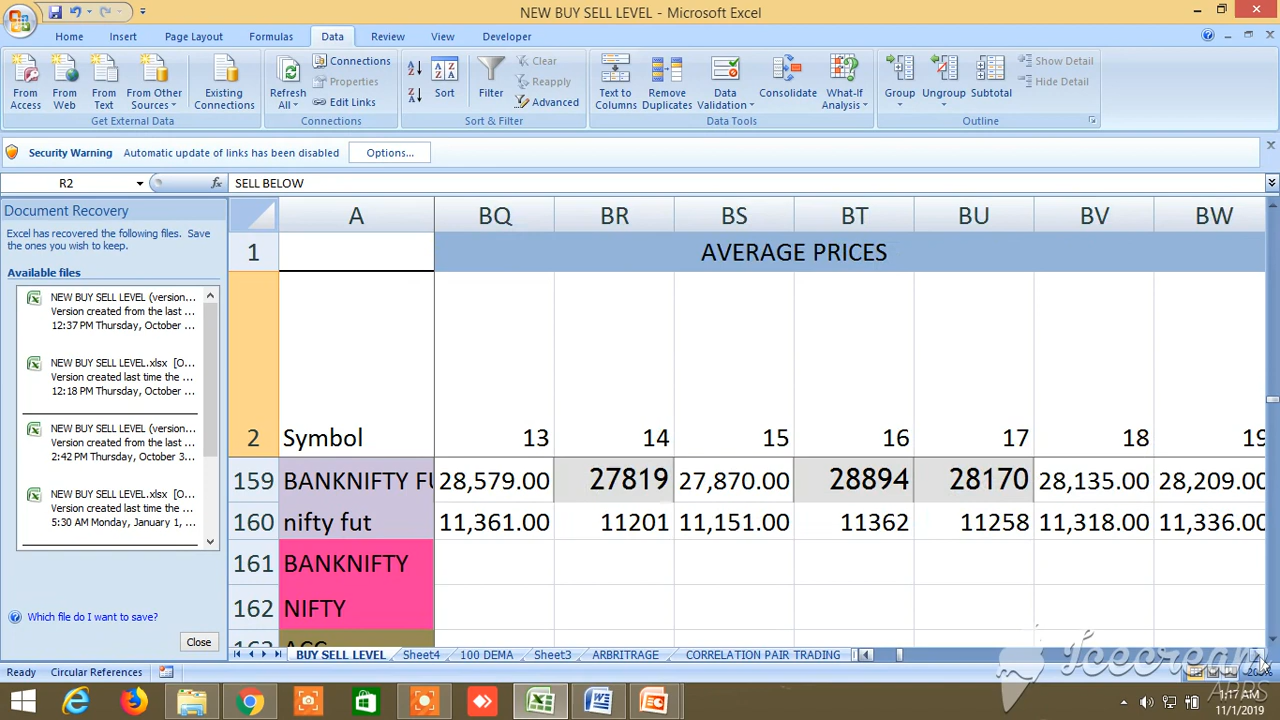 NEW BUY SELL LEVEL - Microsoft Excel
Home Insert Page Layout Formulas Data Review View Developer
From Access
From Web
From Text
From Other Sources
Existing Connections
Get External Data
Refresh All
Connections
Properties
Edit Links
Connections
Sort
Filter
Clear
Reapply
Advanced
Sort & Filter
Text to Columns
Remove Duplicates
Data Validation
Consolidate
What-If Analysis
Data Tools
Group
Ungroup
Subtotal
Show Detail
Hide Detail
Outline
Security Warning Automatic update of links has been disabled Options...
R2 fx SELL BELOW
Document Recovery
Excel has recovered the following files. Save
the ones you wish to keep.
Available files
NEW BUY SELL LEVEL (version...
Version created from the last ...
12:37 PM Thursday, October ...
NEW BUY SELL LEVEL.xlsx [O...
Version created last time the ...
12:18 PM Thursday, October ...
NEW BUY SELL LEVEL (version...
Version created from the last ...
2:42 PM Thursday, October 3...
NEW BUY SELL LEVEL.xlsx [O...
Version created last time the ...
5:30 AM Monday, January 1, ...
Which file do I want to save?
Close
A BQ BR BS BT BU BV BW
1 AVERAGE PRICES
2 Symbol 13 14 15 16 17 18 19
159 BANKNIFTY FU 28,579.00 27819 27,870.00 28894 28170 28,135.00 28,209.00
160 nifty fut 11,361.00 11201 11,151.00 11362 11258 11,318.00 11,336.00
161 BANKNIFTY
162 NIFTY
163 ACC
BUY SELL LEVEL Sheet4 100 DEMA Sheet3 ARBRITRAGE CORRELATION PAIR TRADING
Ready Circular References
Icecream
APPS
1:17 AM
11/1/2019